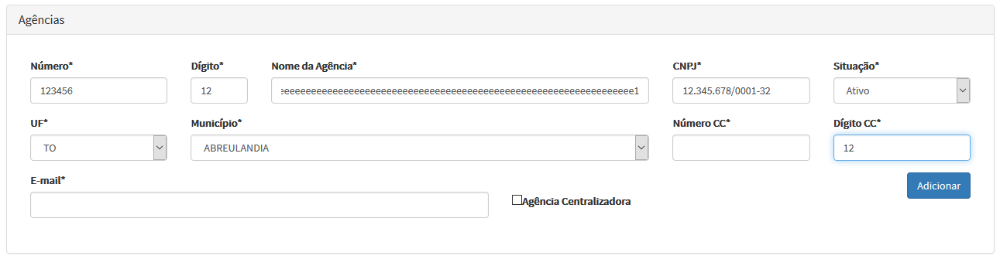 Agências
Número* Dígito* Nome da Agência* CNPJ* Situação*
123456 12 eeeeeeeeeeeeeeeeeeeeeeeeeeeeeeeeeeeeeeeeeeeeeeeeeeeeeeeeeeeeeeeeee1 12.345.678/0001-32 Ativo
UF* Município* Número CC* Dígito CC*
TO ABREULANDIA 12
E-mail*
Agência Centralizadora
Adicionar